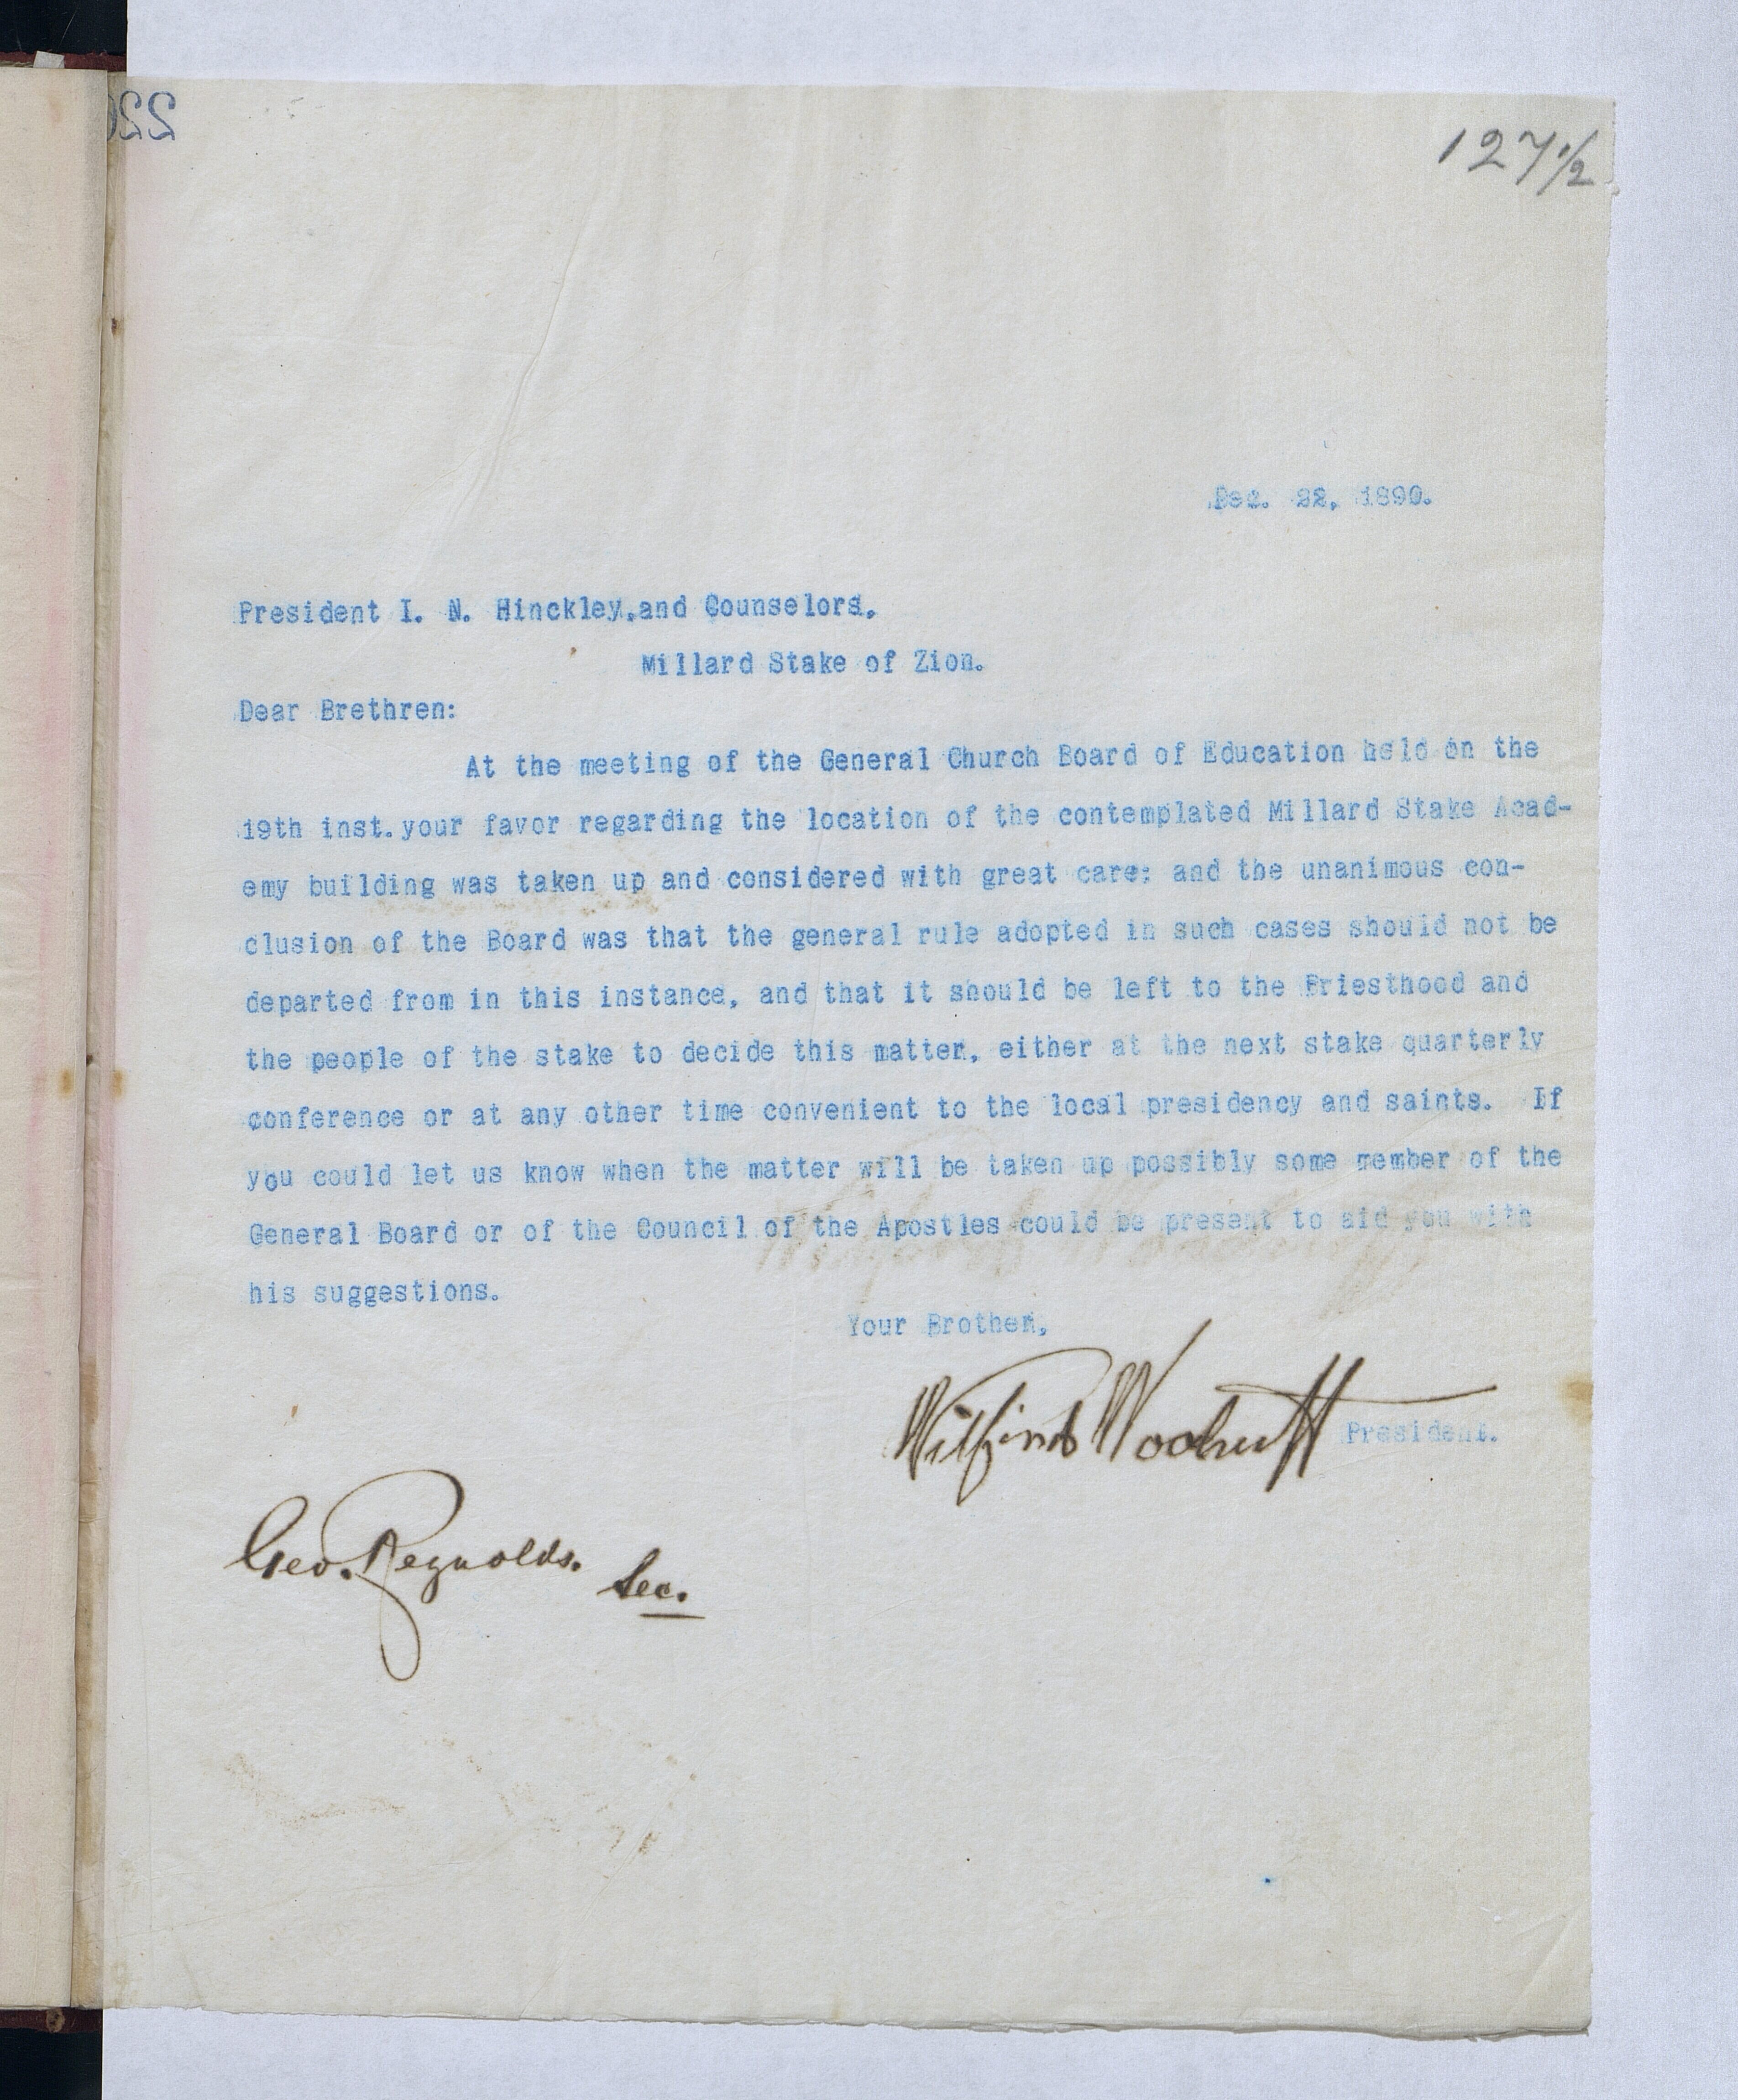 127½
Dec. 22, 1890.
President I. N. Hinckley,and Counselors,
Millard Stake of Zion.
Dear Brethren:
At the meeting of the General Church Board of Education held on the
19th inst.your favor regarding the location of the contemplated Millard Stake Acad-
emy building was taken up and considered with great care; and the unanimous con-
clusion of the Board was that the general rule adopted in such cases should not be
departed from in this instance, and that it should be left to the Priesthood and
the people of the stake to decide this matter, either at the next stake quarterly
conference or at any other time convenient to the local presidency and saints. If
you could let us know when the matter will be taken up possibly some member of the
General Board or of the Council of the Apostles could be present to aid you with
his suggestions.
Your Brother,
Wilford Woodruff President.
Geo. Reynolds. Sec.